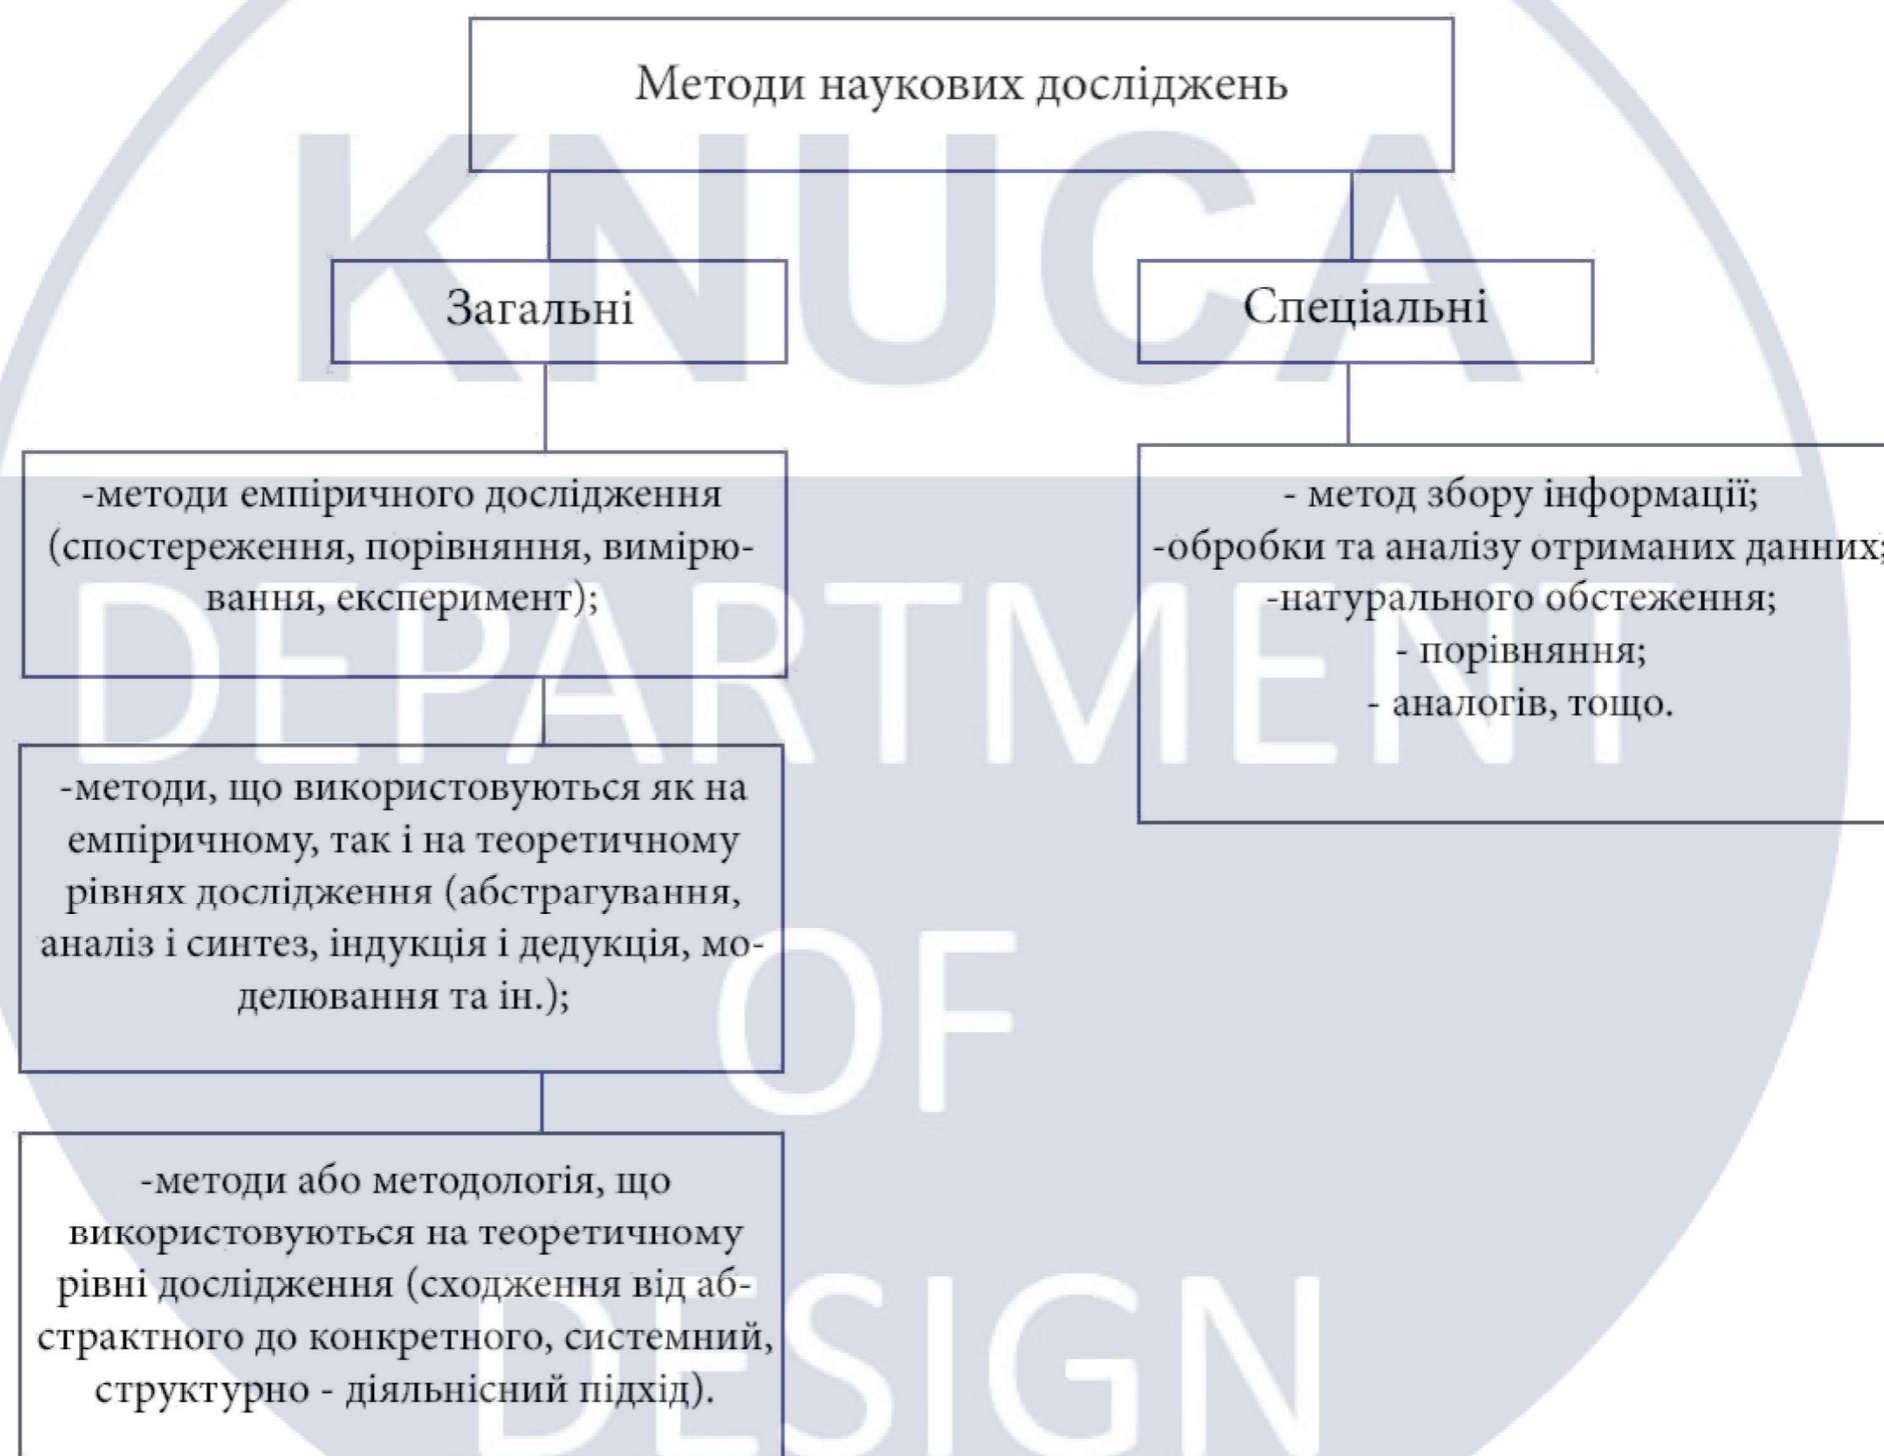 Методи наукових досліджень
Загальні
Спеціальні
-методи емпіричного дослідження
(спостереження, порівняння, вимірю-
вання, експеримент);
- метод збору інформації;
-обробки та аналізу отриманих данних;
-натурального обстеження;
- порівняння;
- аналогів, тощо.
-методи, що використовуються як на
емпіричному, так і на теоретичному
рівнях дослідження (абстрагування,
аналіз і синтез, індукція і дедукція, мо-
делювання та ін.);
-методи або методологія, що
використовуються на теоретичному
рівні дослідження (сходження від аб-
страктного до конкретного, системний,
структурно - діяльнісний підхід).
KNUCA
DEPARTMENT
OF
DESIGN